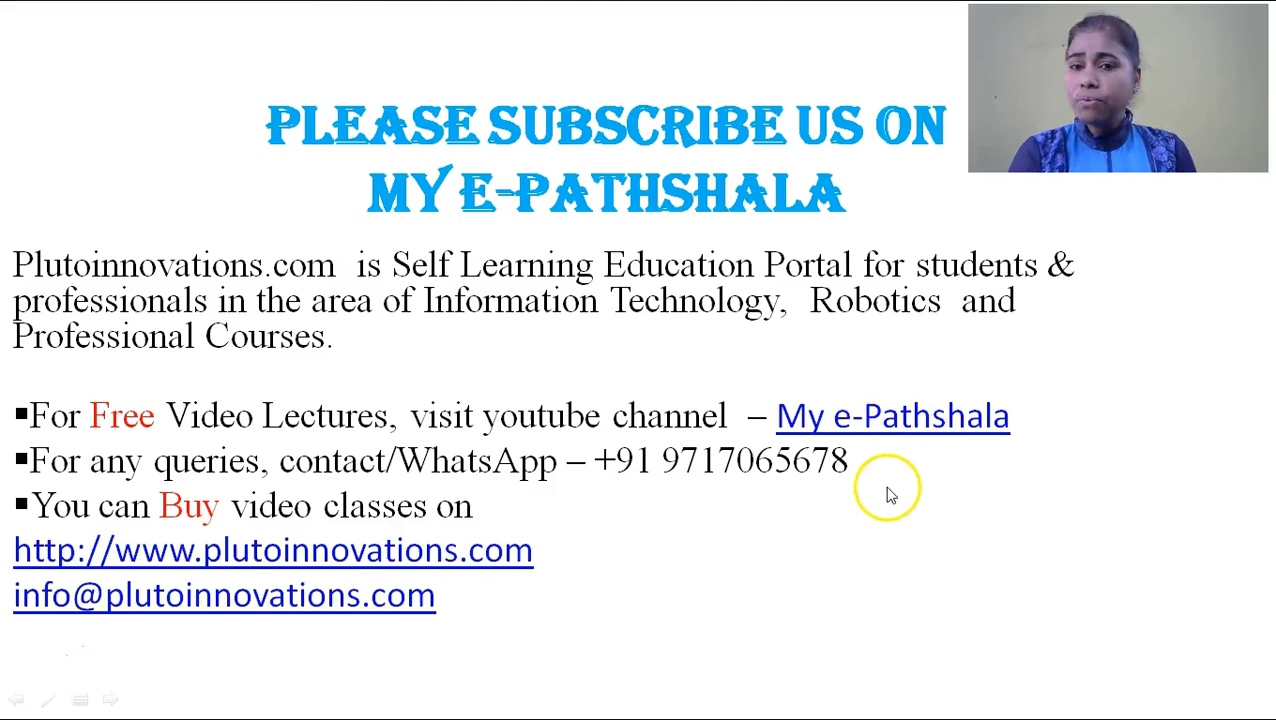 PLEASE SUBSCRIBE US ON
MY E-PATHSHALA
Plutoinnovations.com is Self Learning Education Portal for students &
professionals in the area of Information Technology, Robotics and
Professional Courses.
▪For Free Video Lectures, visit youtube channel – My e-Pathshala
▪For any queries, contact/WhatsApp – +91 9717065678
▪You can Buy video classes on
http://www.plutoinnovations.com
info@plutoinnovations.com